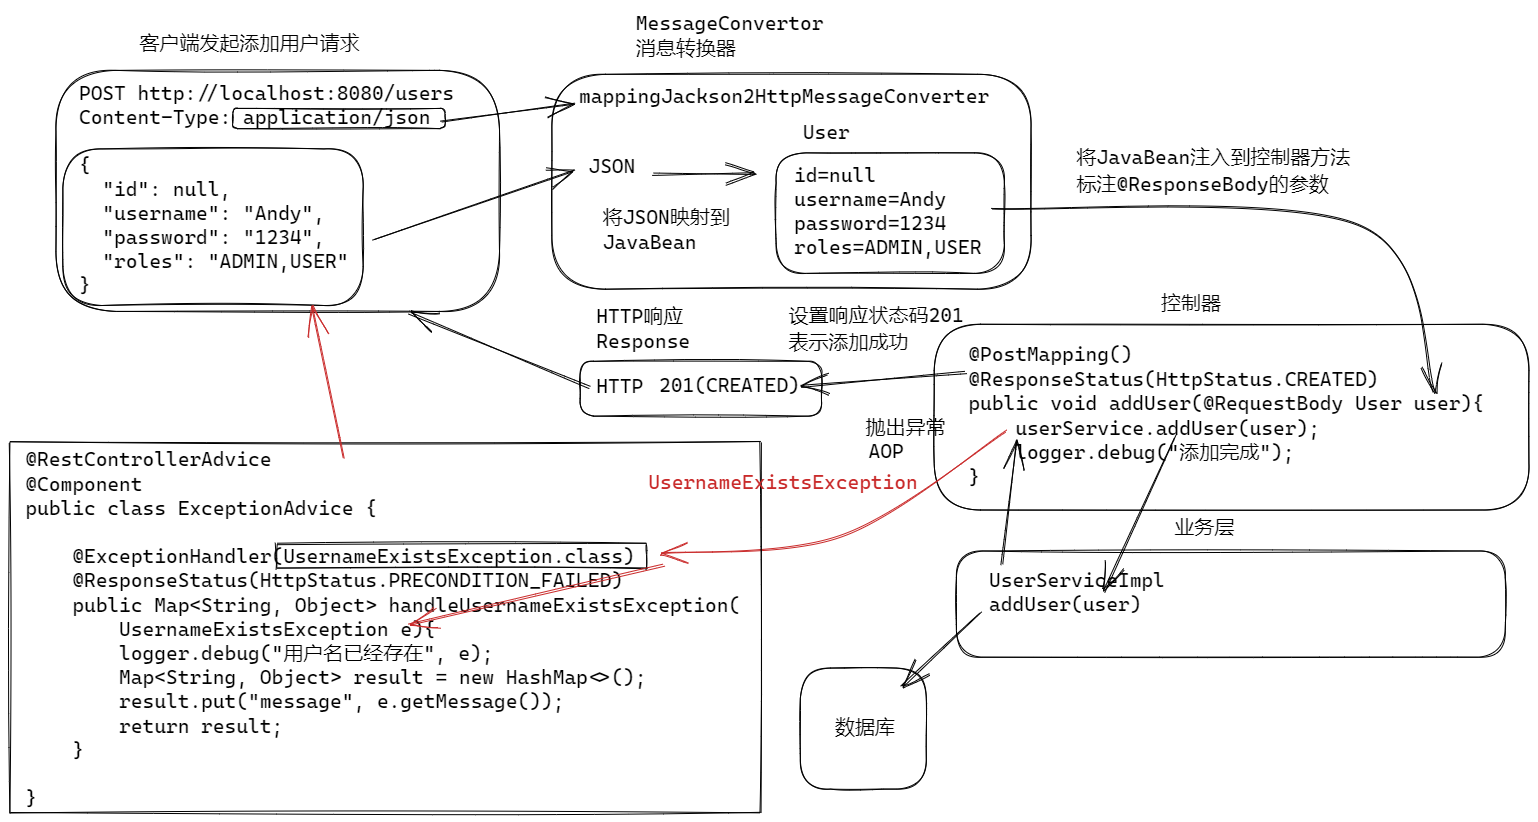 客户端发起添加用户请求
POST http://localhost:8080/users
Content-Type: application/json
{
"id": null,
"username": "Andy",
"password": "1234",
"roles": "ADMIN,USER"
}
MessageConvertor
消息转换器
mappingJackson2HttpMessageConverter
User
JSON
将JSON映射到
JavaBean
id=null
username=Andy
password=1234
roles=ADMIN,USER
将JavaBean注入到控制器方法
标注@ResponseBody的参数
控制器
@PostMapping()
@ResponseStatus(HttpStatus.CREATED)
public void addUser(@RequestBody User user){
userService.addUser(user);
logger.debug("添加完成");
}
HTTP响应
Response
设置响应状态码201
表示添加成功
HTTP 201(CREATED)
抛出异常
AOP
UsernameExistsException
业务层
UserServiceImpl
addUser(user)
数据库
@RestControllerAdvice
@Component
public class ExceptionAdvice {
@ExceptionHandler(UsernameExistsException.class)
@ResponseStatus(HttpStatus.PRECONDITION_FAILED)
public Map<String, Object> handleUsernameExistsException(
UsernameExistsException e){
logger.debug("用户名已经存在", e);
Map<String, Object> result = new HashMap<>();
result.put("message", e.getMessage());
return result;
}
}